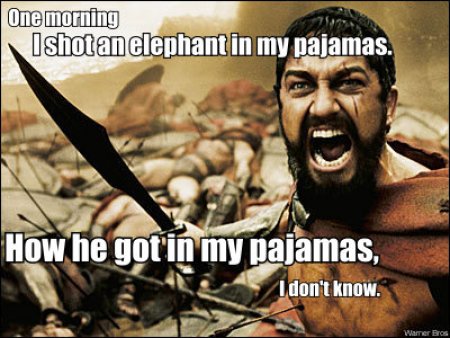 One morning
I shot an elephant in my pajamas.
How he got in my pajamas,
I don't know.
Warner Bros